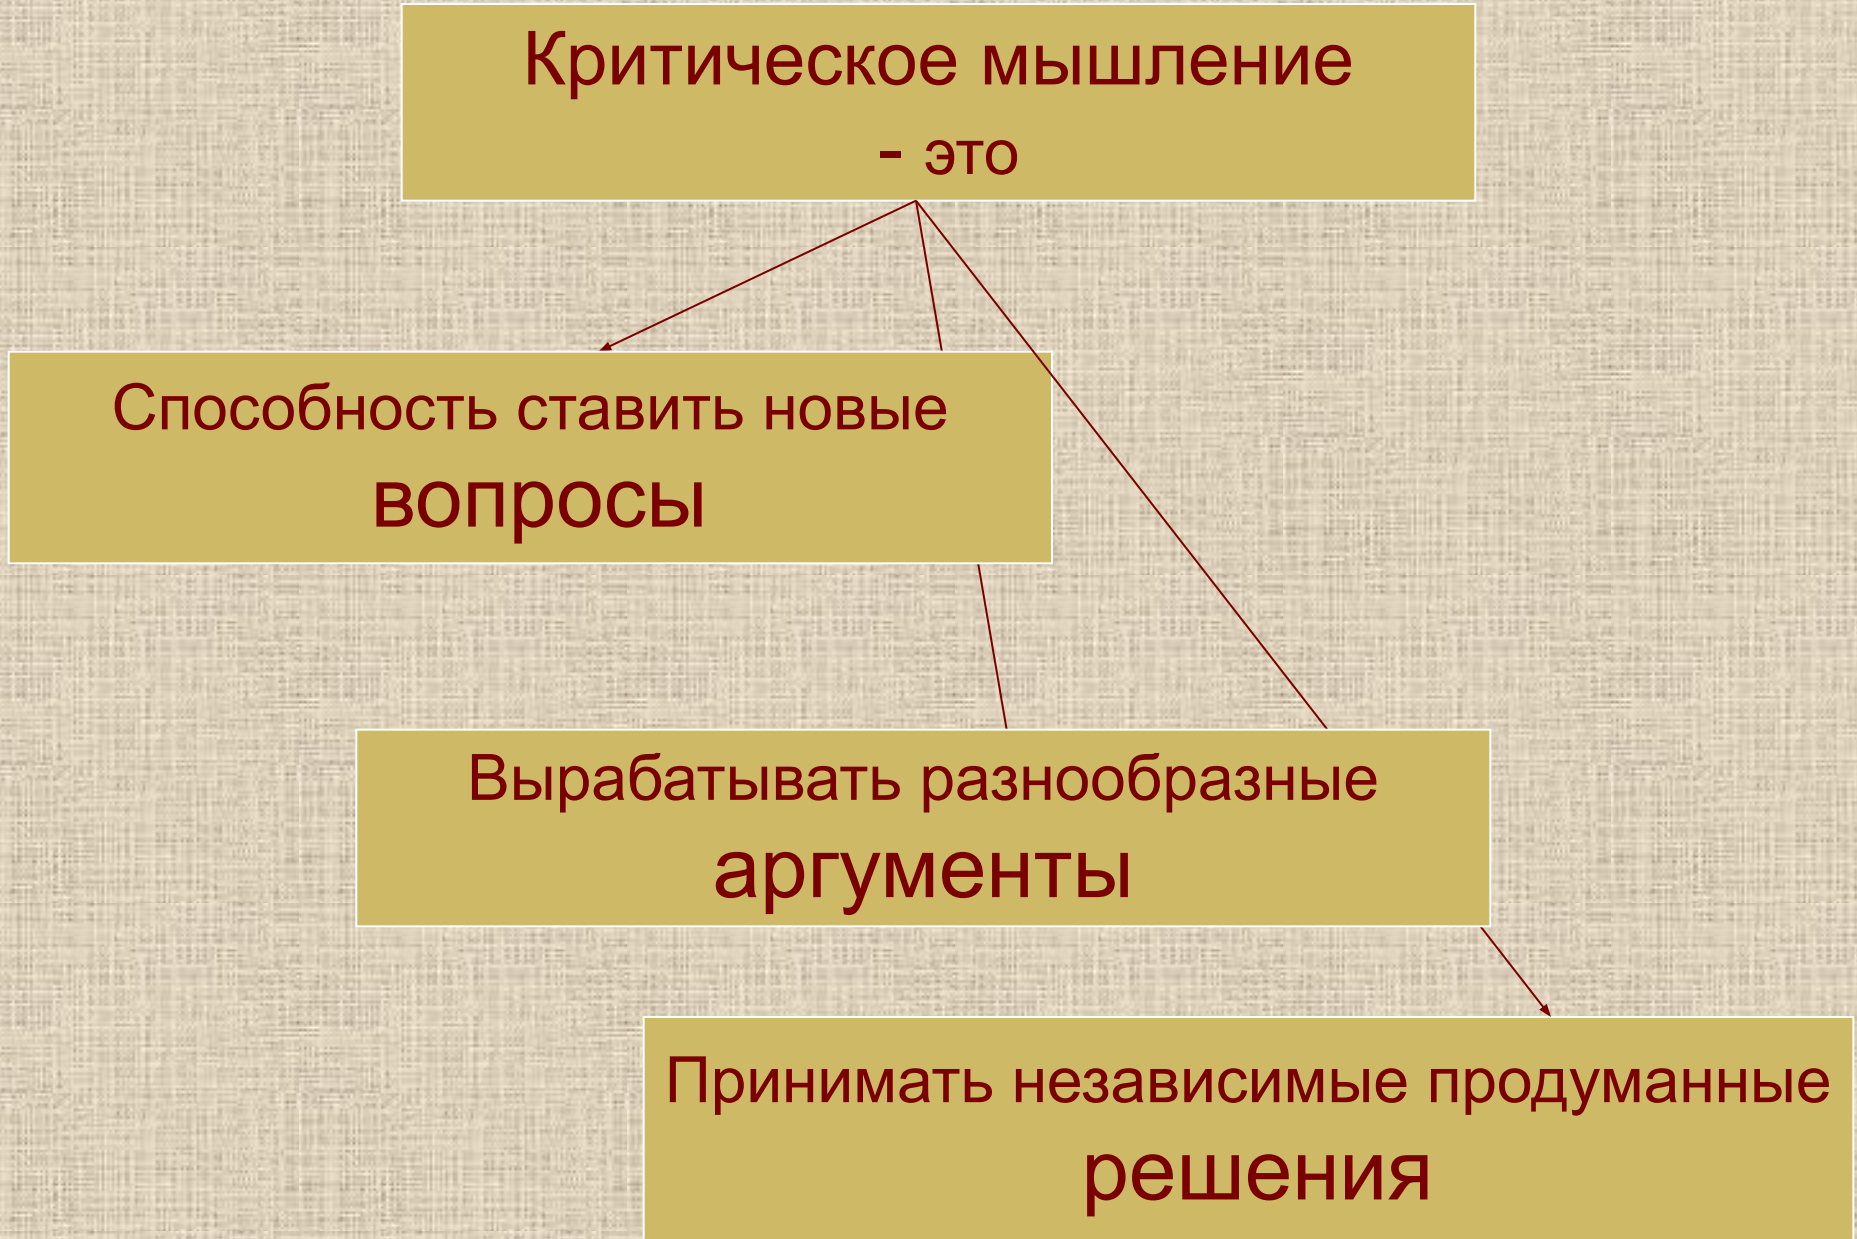 Критическое мышление
- это
Способность ставить новые
вопросы
Вырабатывать разнообразные
аргументы
Принимать независимые продуманные
решения